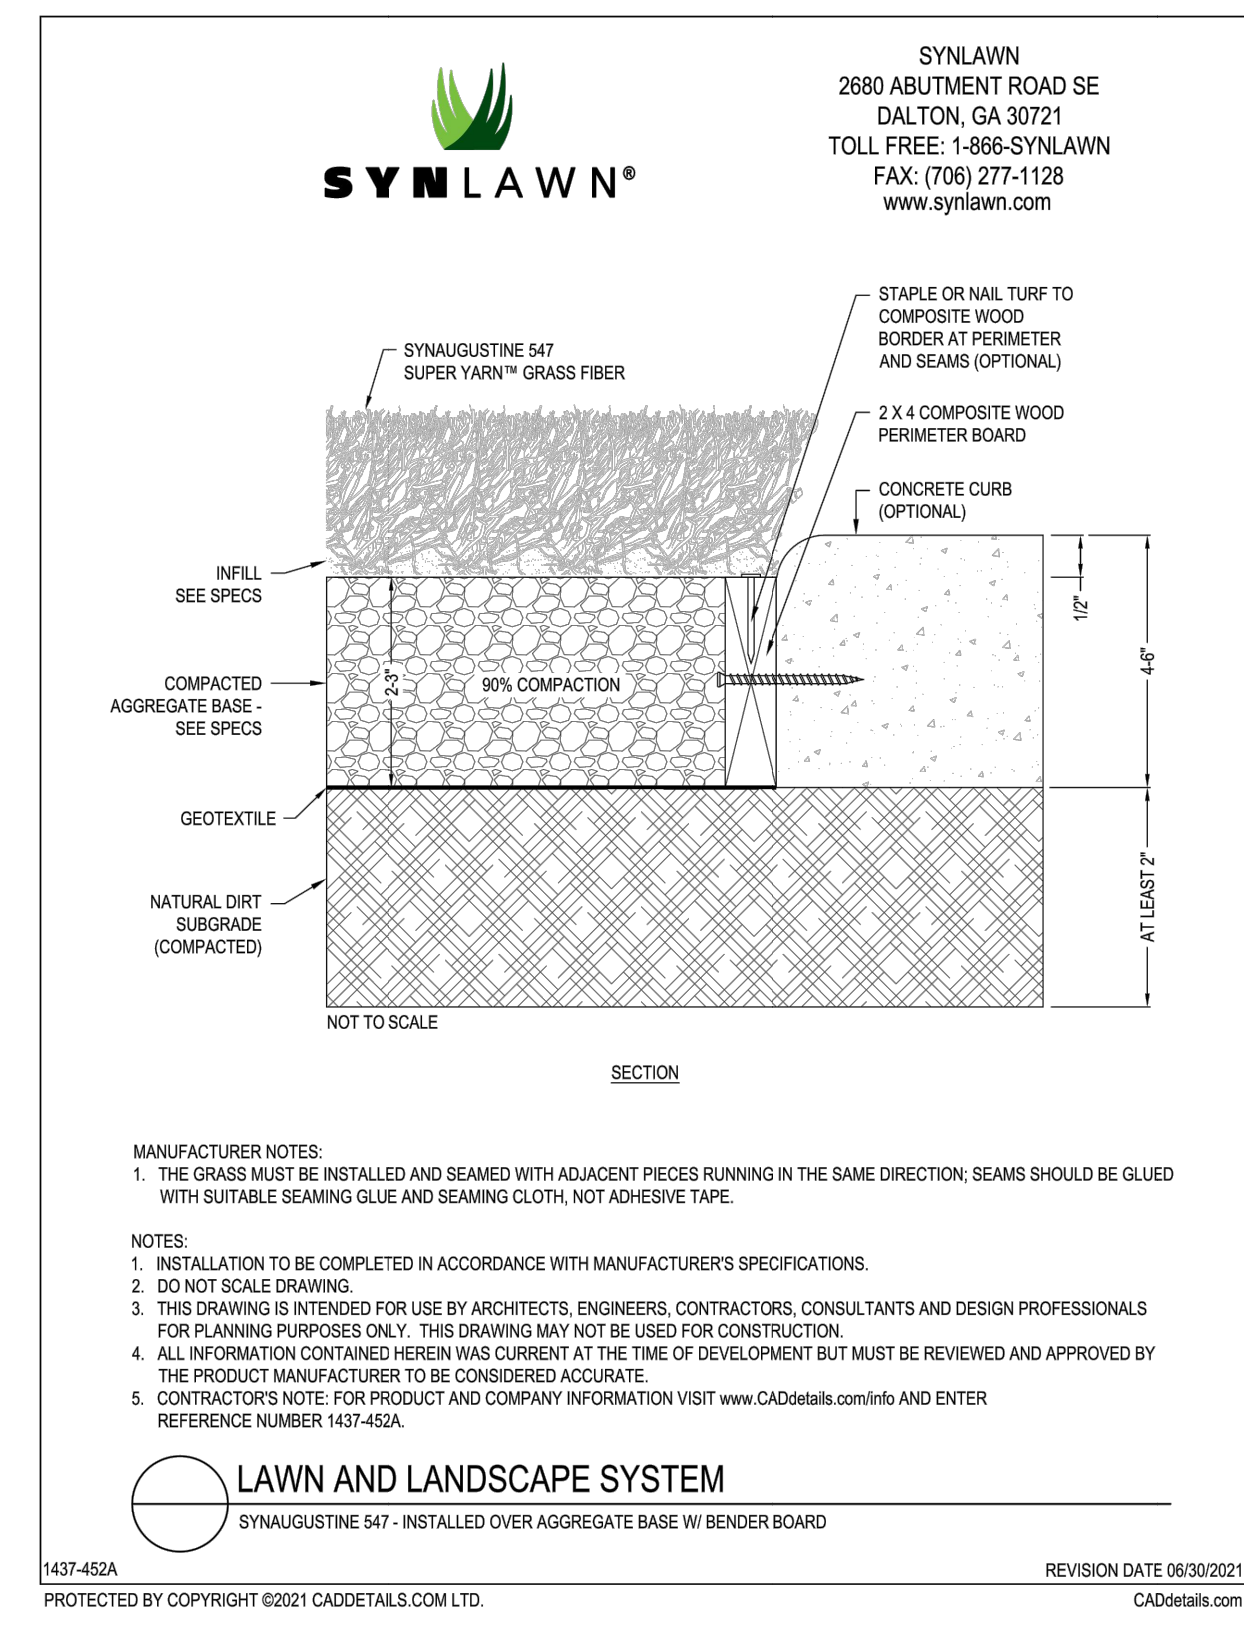 SYNLAWN®
SYNLAWN
2680 ABUTMENT ROAD SE
DALTON, GA 30721
TOLL FREE: 1-866-SYNLAWN
FAX: (706) 277-1128
www.synlawn.com
STAPLE OR NAIL TURF TO
COMPOSITE WOOD
BORDER AT PERIMETER
AND SEAMS (OPTIONAL)
SYNAUGUSTINE 547
SUPER YARN™ GRASS FIBER
2 X 4 COMPOSITE WOOD
PERIMETER BOARD
CONCRETE CURB
(OPTIONAL)
INFILL
SEE SPECS
1/2"
4-6"
COMPACTED
AGGREGATE BASE -
SEE SPECS
2-3"
90% COMPACTION
GEOTEXTILE
AT LEAST 2"
NATURAL DIRT
SUBGRADE
(COMPACTED)
NOT TO SCALE
SECTION
MANUFACTURER NOTES:
1. THE GRASS MUST BE INSTALLED AND SEAMED WITH ADJACENT PIECES RUNNING IN THE SAME DIRECTION; SEAMS SHOULD BE GLUED
WITH SUITABLE SEAMING GLUE AND SEAMING CLOTH, NOT ADHESIVE TAPE.
NOTES:
1. INSTALLATION TO BE COMPLETED IN ACCORDANCE WITH MANUFACTURER'S SPECIFICATIONS.
2. DO NOT SCALE DRAWING.
3. THIS DRAWING IS INTENDED FOR USE BY ARCHITECTS, ENGINEERS, CONTRACTORS, CONSULTANTS AND DESIGN PROFESSIONALS
FOR PLANNING PURPOSES ONLY. THIS DRAWING MAY NOT BE USED FOR CONSTRUCTION.
4. ALL INFORMATION CONTAINED HEREIN WAS CURRENT AT THE TIME OF DEVELOPMENT BUT MUST BE REVIEWED AND APPROVED BY
THE PRODUCT MANUFACTURER TO BE CONSIDERED ACCURATE.
5. CONTRACTOR'S NOTE: FOR PRODUCT AND COMPANY INFORMATION VISIT www.CADdetails.com/info AND ENTER
REFERENCE NUMBER 1437-452A.
LAWN AND LANDSCAPE SYSTEM
SYNAUGUSTINE 547 - INSTALLED OVER AGGREGATE BASE W/ BENDER BOARD
1437-452A
REVISION DATE 06/30/2021
PROTECTED BY COPYRIGHT ©2021 CADDETAILS.COM LTD.
CADdetails.com